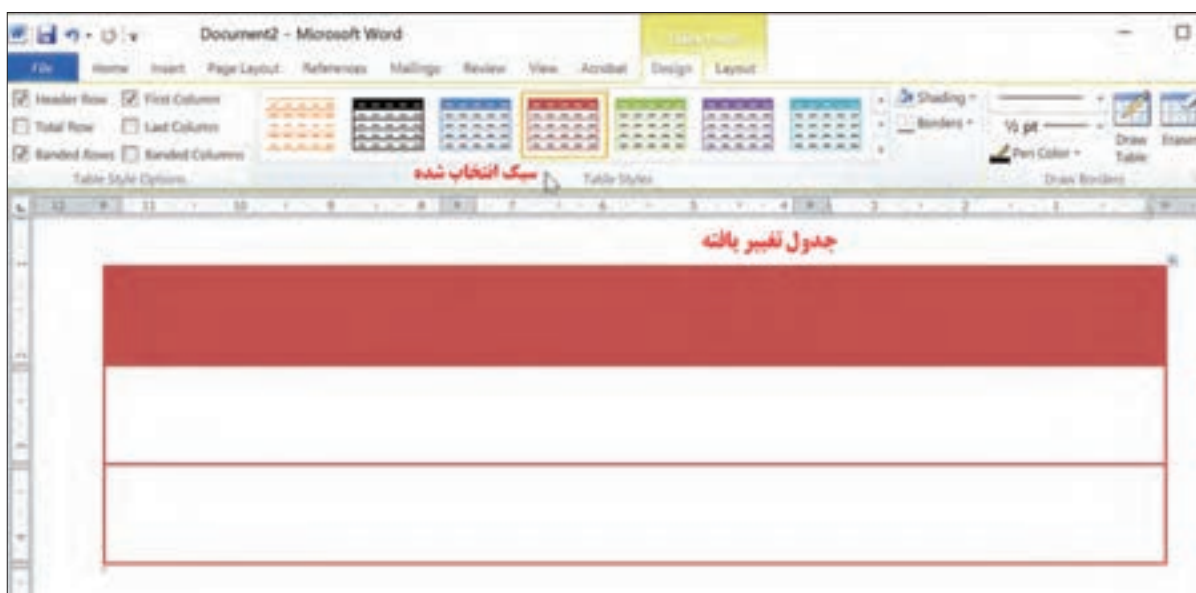 Document2 - Microsoft Word
File Home Insert Page Layout References Mailings Review View Acrobat Design Layout
Header Row First Column
Total Row Last Column
Banded Rows Banded Columns
Table Style Options
سبک انتخاب شده
Table Styles
Shading
Borders
½ pt
Pen Color
Draw Table
Draw Borders
جدول تغییر یافته